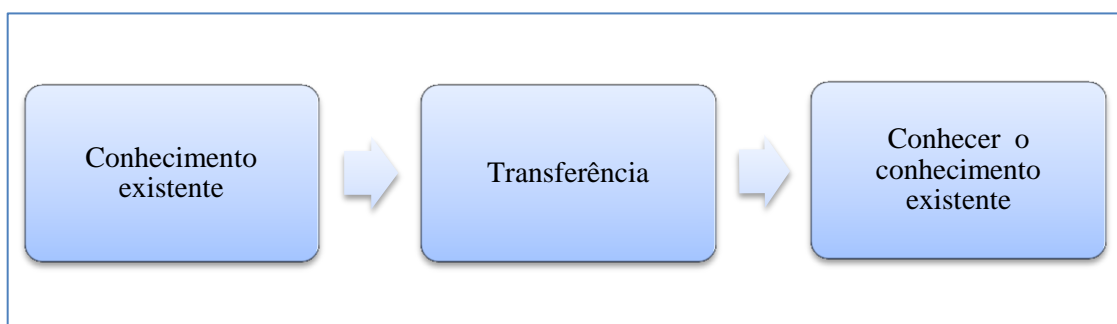 Conhecimento
existente
Transferência
Conhecer o
conhecimento
existente